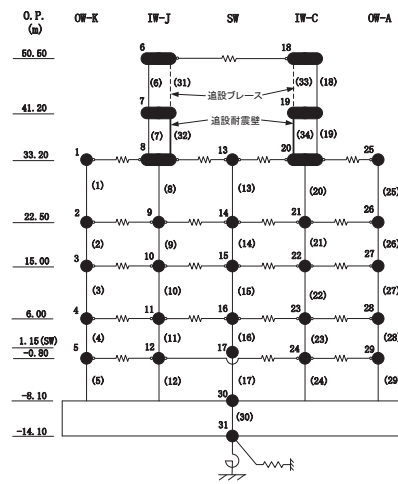 O.P. OW-K IW-J SW IW-C OW-A
(m)
6 18
50.50
(6) (31) (33) (18)
追設ブレース
7 19
41.20
追設耐震壁
(7) (32) (34) (19)
8 20
33.20 1 13 25
(1) (8) (13) (20) (25)
22.50 2 9 14 21 26
(2) (9) (14) (21) (26)
15.00 3 10 15 22 27
(3) (10) (15) (22) (27)
6.00 4 11 16 23 28
(4) (11) (16) (23) (28)
1.15(SW) 17
-0.80 5 12 24 29
(5) (12) (17) (24) (29)
-8.10 30
(30)
-14.10 31